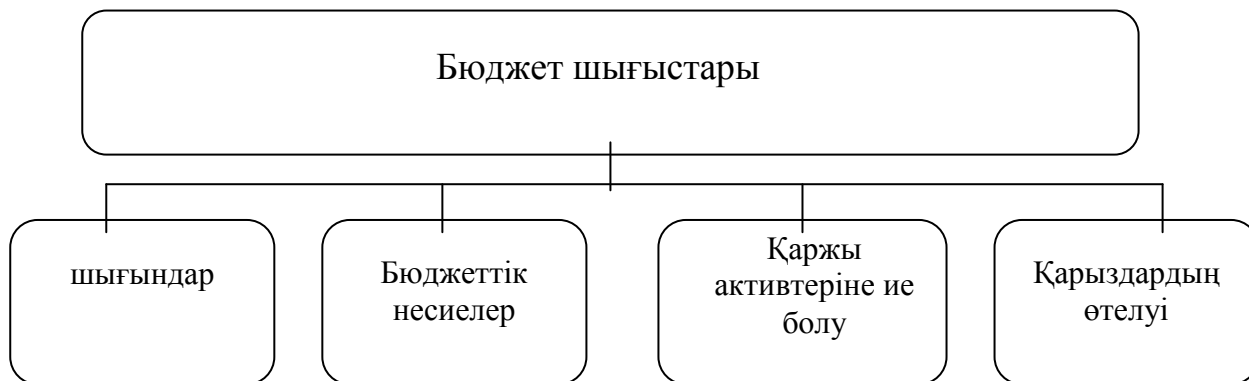 Бюджет шығыстары
шығындар
Бюджеттік
несиелер
Қаржы
активтеріне ие
болу
Қарыздардың
өтелуі